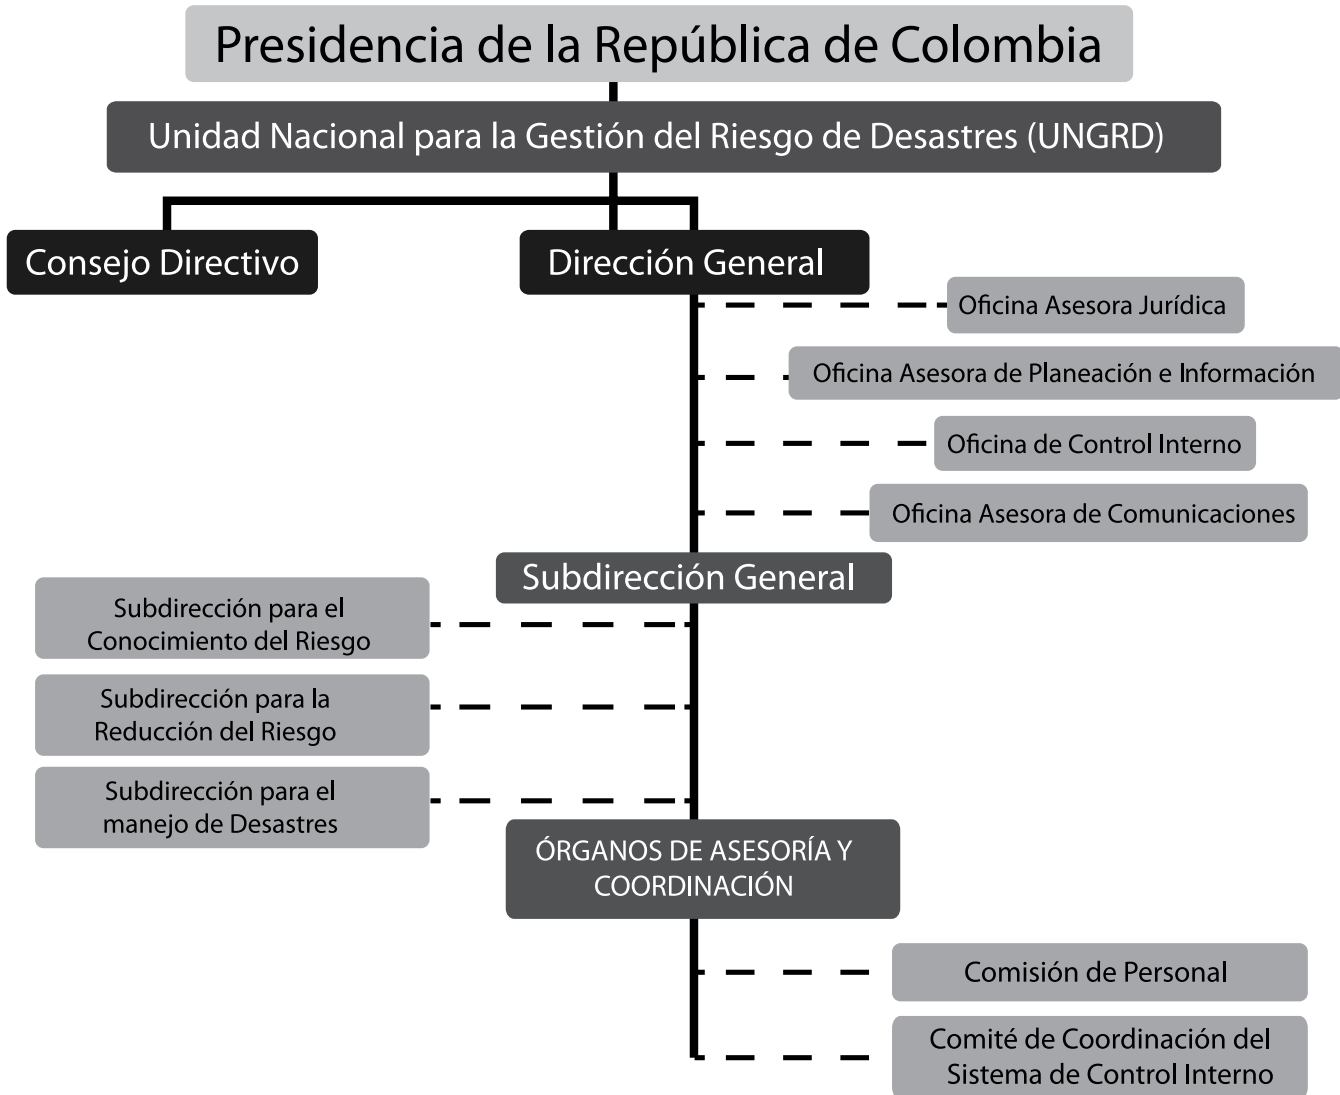 Presidencia de la República de Colombia
Unidad Nacional para la Gestión del Riesgo de Desastres (UNGRD)
Consejo Directivo
Dirección General
Oficina Asesora Jurídica
Oficina Asesora de Planeación e Información
Oficina de Control Interno
Oficina Asesora de Comunicaciones
Subdirección General
Subdirección para el
Conocimiento del Riesgo
Subdirección para la
Reducción del Riesgo
Subdirección para el
manejo de Desastres
ÓRGANOS DE ASESORÍA Y
COORDINACIÓN
Comisión de Personal
Comité de Coordinación del
Sistema de Control Interno